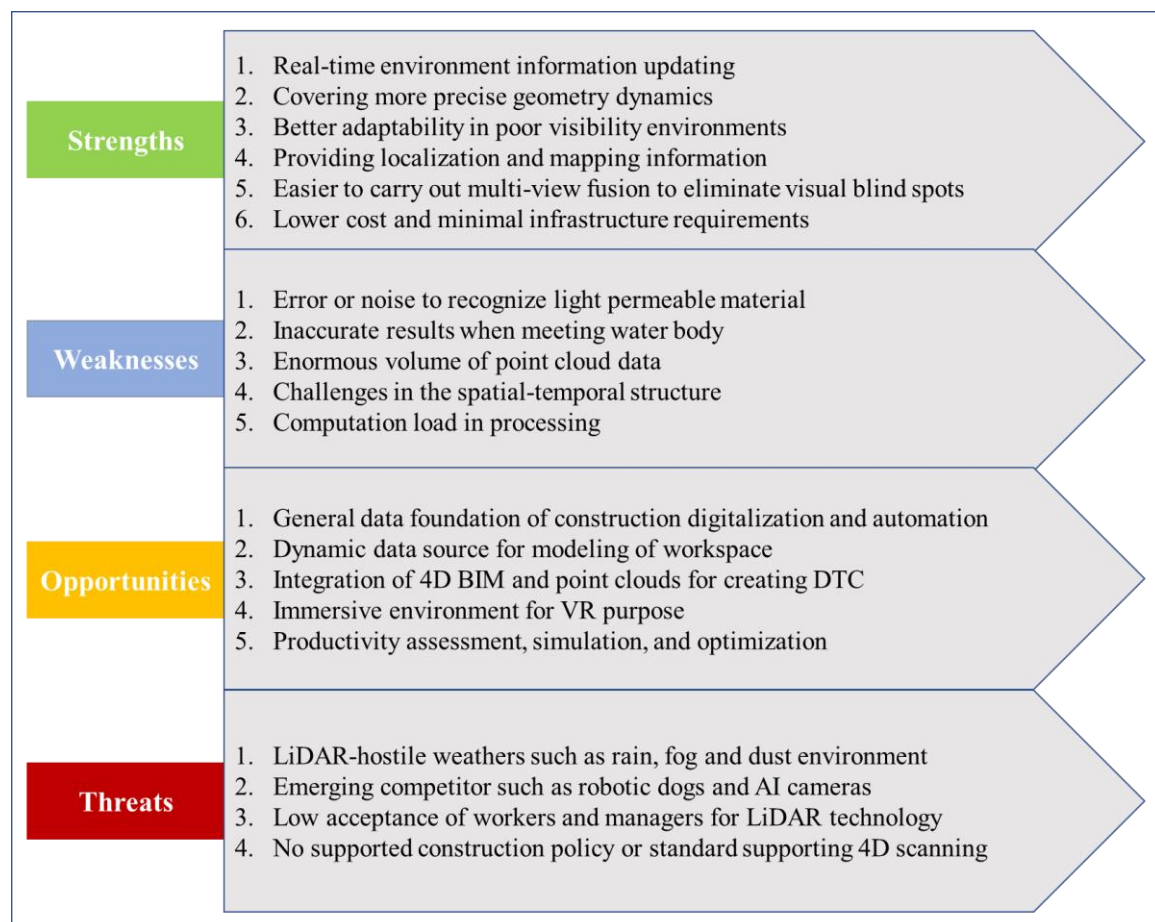 Strengths
1. Real-time environment information updating
2. Covering more precise geometry dynamics
3. Better adaptability in poor visibility environments
4. Providing localization and mapping information
5. Easier to carry out multi-view fusion to eliminate visual blind spots
6. Lower cost and minimal infrastructure requirements
Weaknesses
1. Error or noise to recognize light permeable material
2. Inaccurate results when meeting water body
3. Enormous volume of point cloud data
4. Challenges in the spatial-temporal structure
5. Computation load in processing
Opportunities
1. General data foundation of construction digitalization and automation
2. Dynamic data source for modeling of workspace
3. Integration of 4D BIM and point clouds for creating DTC
4. Immersive environment for VR purpose
5. Productivity assessment, simulation, and optimization
Threats
1. LiDAR-hostile weathers such as rain, fog and dust environment
2. Emerging competitor such as robotic dogs and AI cameras
3. Low acceptance of workers and managers for LiDAR technology
4. No supported construction policy or standard supporting 4D scanning